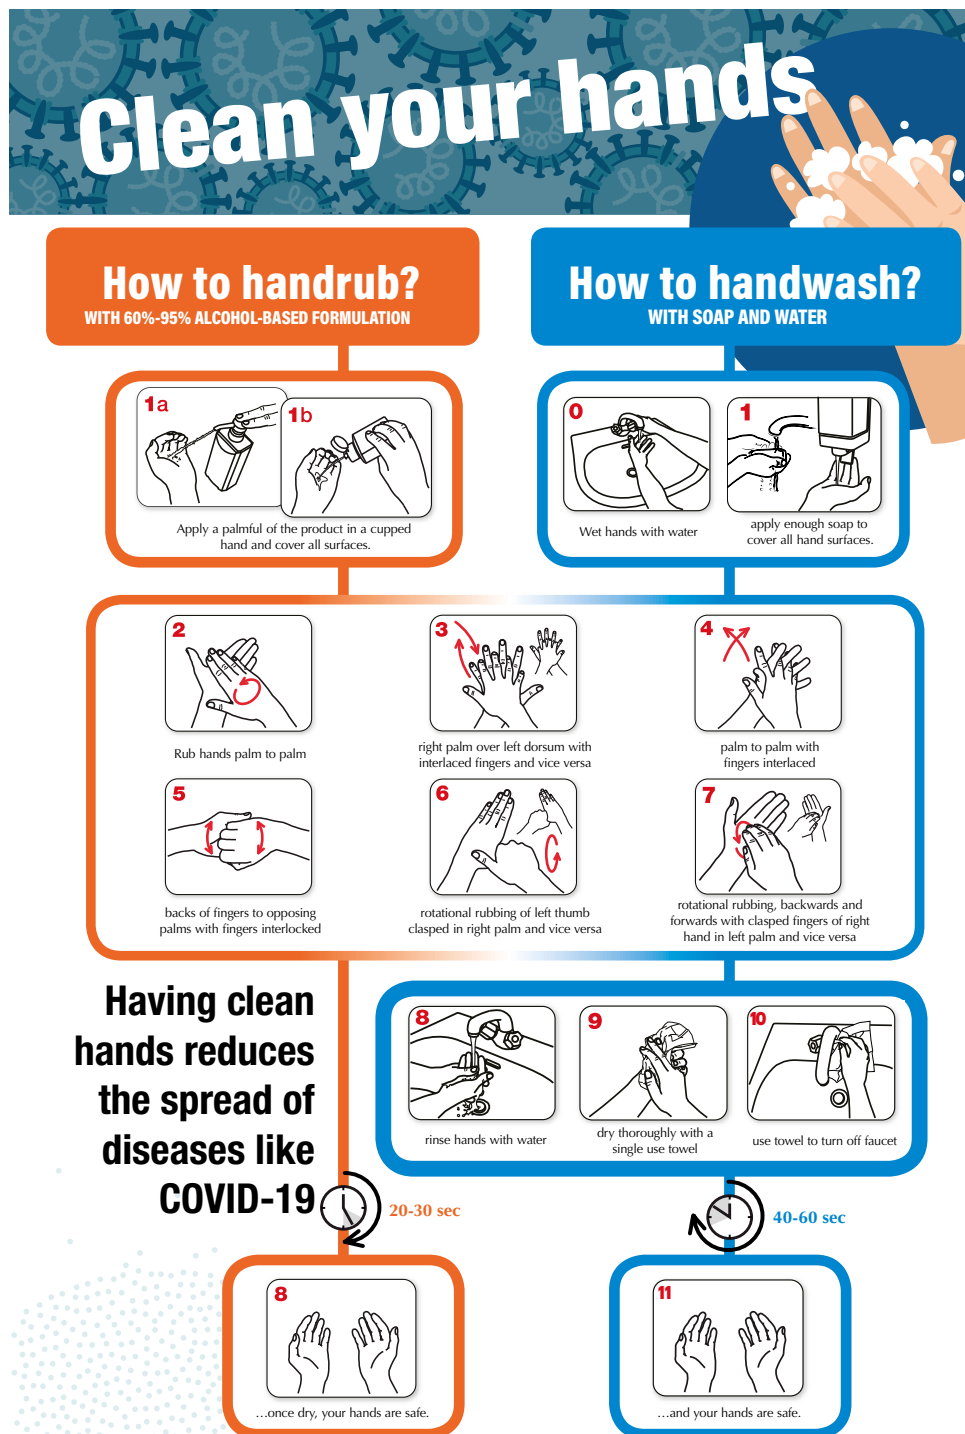 Clean your hands
How to handrub?
WITH 60%-95% ALCOHOL-BASED FORMULATION
1a
1b
Apply a palmful of the product in a cupped
hand and cover all surfaces.
How to handwash?
WITH SOAP AND WATER
0
Wet hands with water
1
apply enough soap to
cover all hand surfaces.
2
Rub hands palm to palm
3
right palm over left dorsum with
interlaced fingers and vice versa
4
palm to palm with
fingers interlaced
5
backs of fingers to opposing
palms with fingers interlocked
6
rotational rubbing of left thumb
clasped in right palm and vice versa
7
rotational rubbing, backwards and
forwards with clasped fingers of right
hand in left palm and vice versa
Having clean
hands reduces
the spread of
diseases like
COVID-19
8
rinse hands with water
9
dry thoroughly with a
single use towel
10
use towel to turn off faucet
20-30 sec
40-60 sec
8
...once dry, your hands are safe.
11
...and your hands are safe.